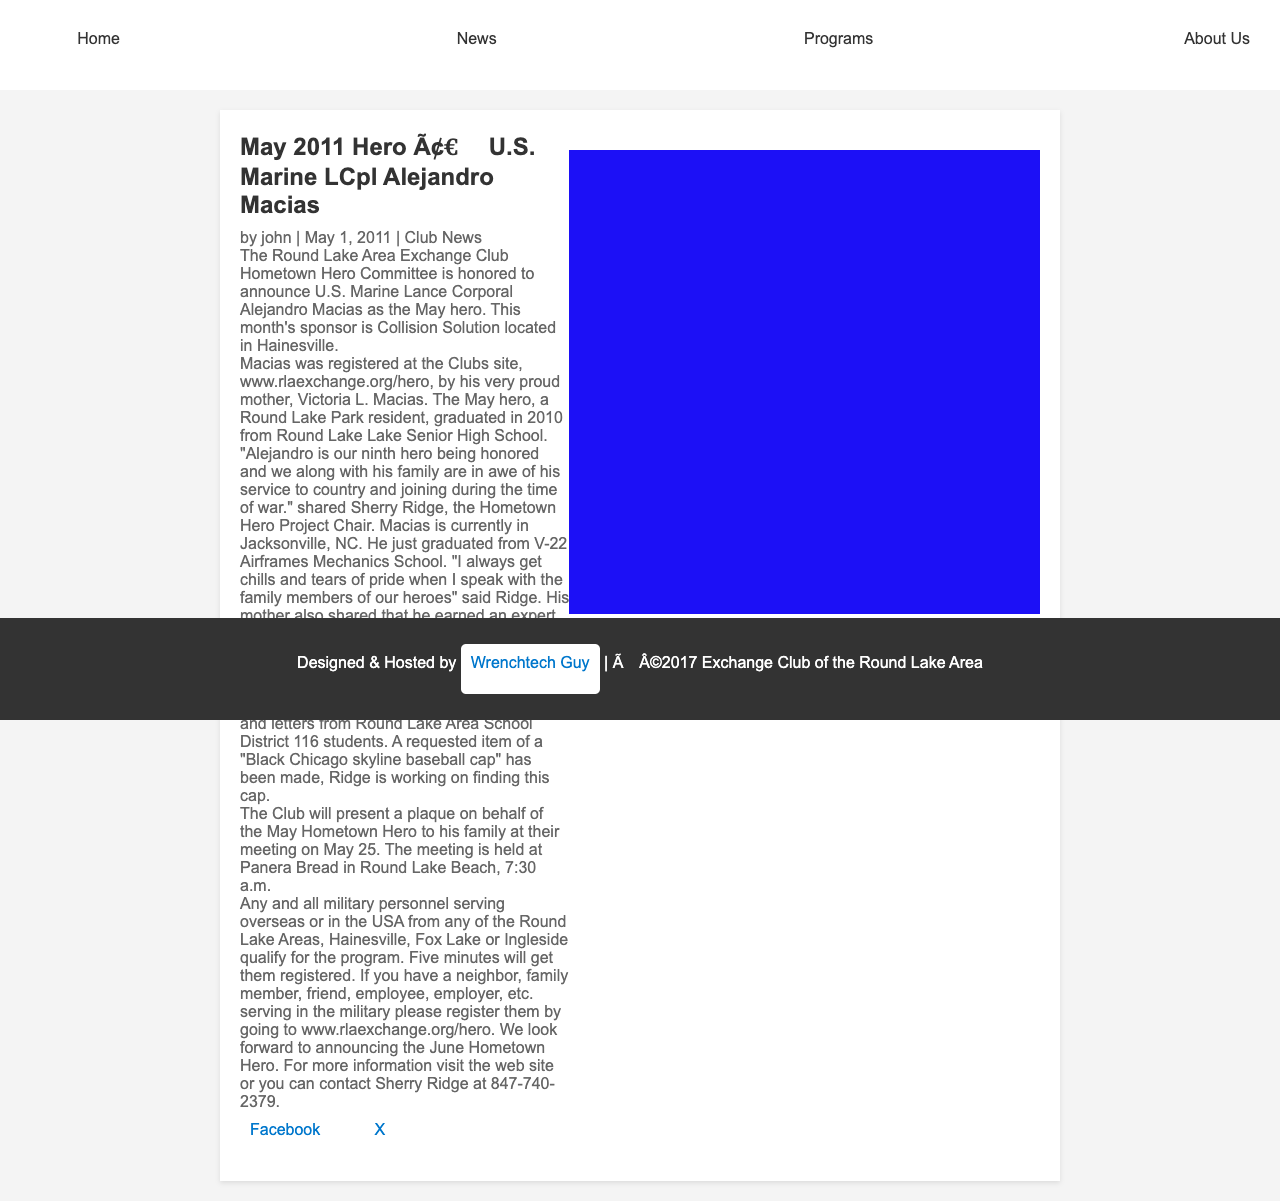 Home News Programs About Us
May 2011 Hero Ã¢€ U.S.
Marine LCpl Alejandro
Macias
by john | May 1, 2011 | Club News
The Round Lake Area Exchange Club
Hometown Hero Committee is honored to
announce U.S. Marine Lance Corporal
Alejandro Macias as the May hero. This
month's sponsor is Collision Solution located
in Hainesville.
Macias was registered at the Clubs site,
www.rlaexchange.org/hero, by his very proud
mother, Victoria L. Macias. The May hero, a
Round Lake Park resident, graduated in 2010
from Round Lake Lake Senior High School.
"Alejandro is our ninth hero being honored
and we along with his family are in awe of his
service to country and joining during the time
of war." shared Sherry Ridge, the Hometown
Hero Project Chair. Macias is currently in
Jacksonville, NC. He just graduated from V-22
Airframes Mechanics School. "I always get
chills and tears of pride when I speak with the
family members of our heroes" said Ridge. His
mother also shared that he earned an expert
Designed & Hosted by Wrenchtech Guy | Ã Â©2017 Exchange Club of the Round Lake Area
and letters from Round Lake Area School
District 116 students. A requested item of a
"Black Chicago skyline baseball cap" has
been made, Ridge is working on finding this
cap.
The Club will present a plaque on behalf of
the May Hometown Hero to his family at their
meeting on May 25. The meeting is held at
Panera Bread in Round Lake Beach, 7:30
a.m.
Any and all military personnel serving
overseas or in the USA from any of the Round
Lake Areas, Hainesville, Fox Lake or Ingleside
qualify for the program. Five minutes will get
them registered. If you have a neighbor, family
member, friend, employee, employer, etc.
serving in the military please register them by
going to www.rlaexchange.org/hero. We look
forward to announcing the June Hometown
Hero. For more information visit the web site
or you can contact Sherry Ridge at 847-740-
2379.
Facebook X